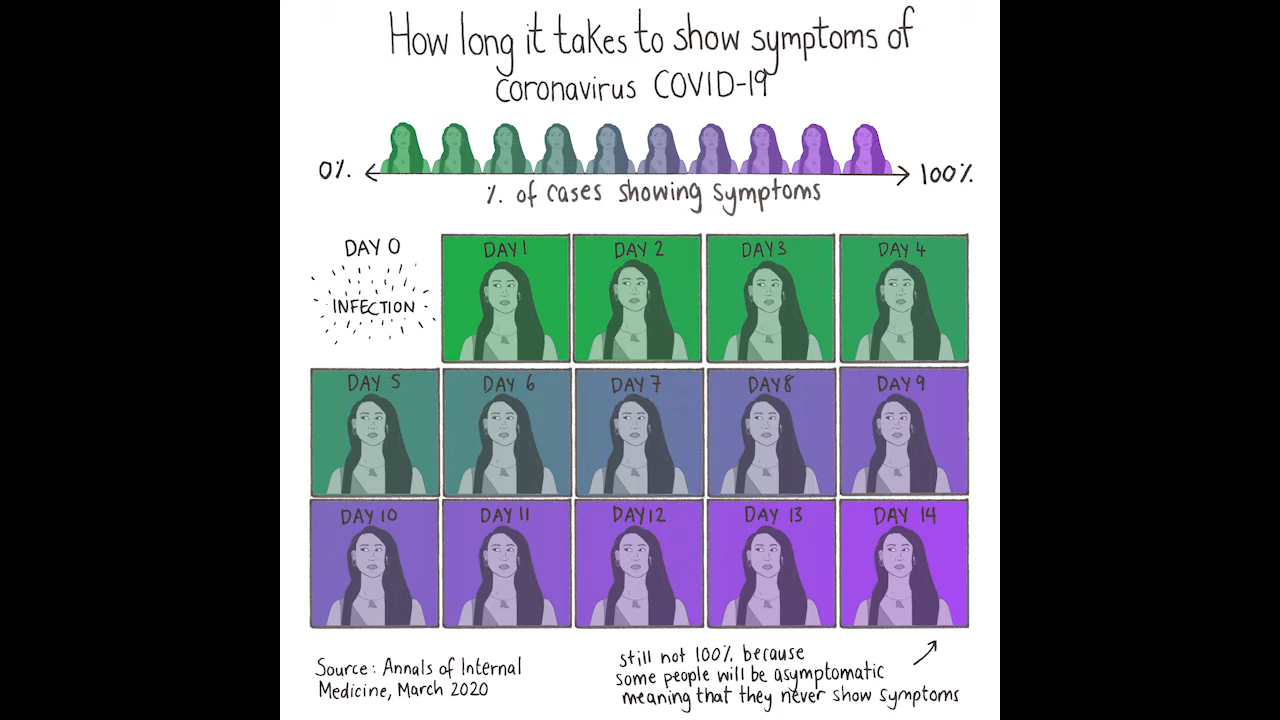 How long it takes to show symptoms of
coronavirus COVID-19
0%. 100%.
%. of cases showing symptoms
DAY 0 DAY 1 DAY 2 DAY 3 DAY 4
INFECTION
DAY 5 DAY 6 DAY 7 DAY 8 DAY 9
DAY 10 DAY 11 DAY 12 DAY 13 DAY 14
Source: Annals of Internal
Medicine, March 2020
still not 100%. because
some people will be asymptomatic
meaning that they never show symptoms